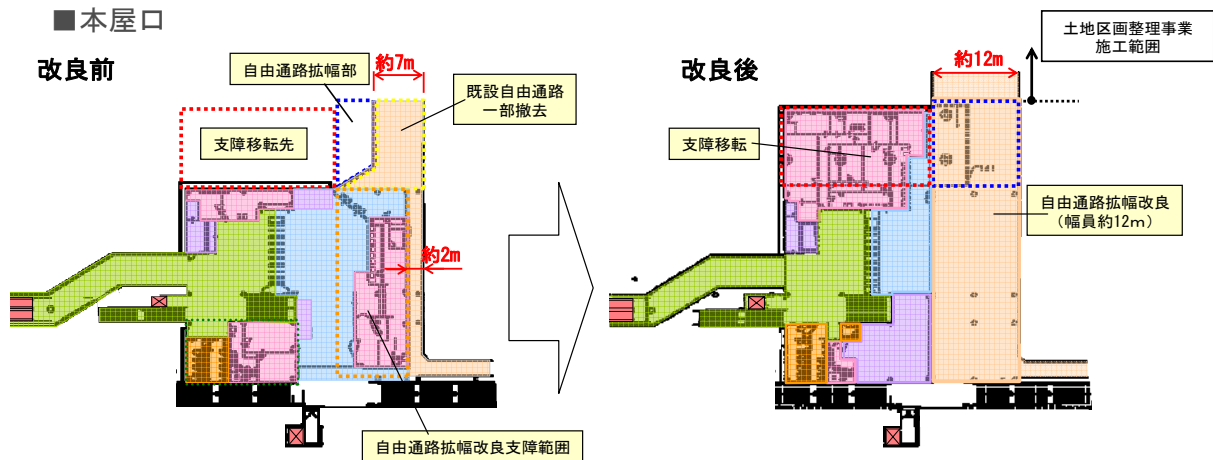 ■本屋口
改良前
自由通路拡幅部
約7m
既設自由通路
一部撤去
支障移転先
約2m
自由通路拡幅改良支障範囲
改良後
約12m
土地区画整理事業
施工範囲
支障移転
自由通路拡幅改良
（幅員約12m）